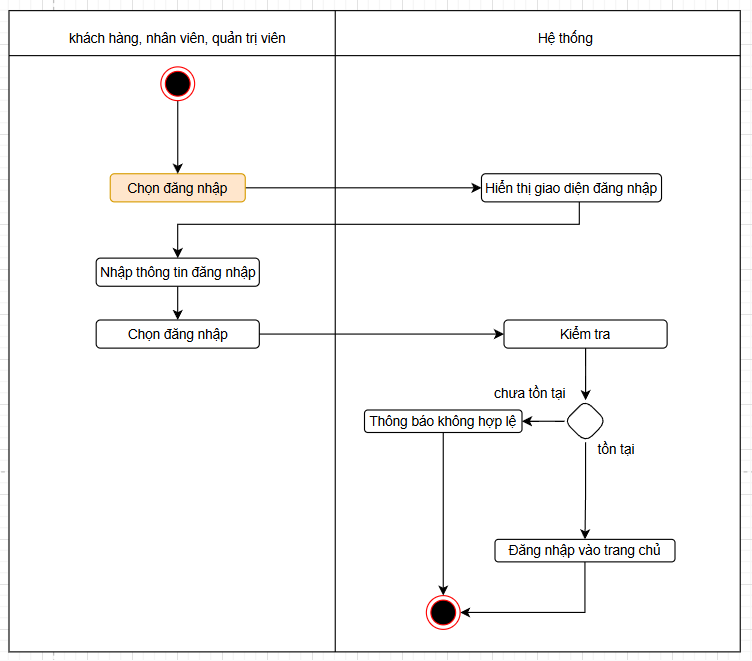 khách hàng, nhân viên, quản trị viên
Hệ thống
Chọn đăng nhập
Hiển thị giao diện đăng nhập
Nhập thông tin đăng nhập
Chọn đăng nhập
Kiểm tra
chưa tồn tại
Thông báo không hợp lệ
tồn tại
Đăng nhập vào trang chủ